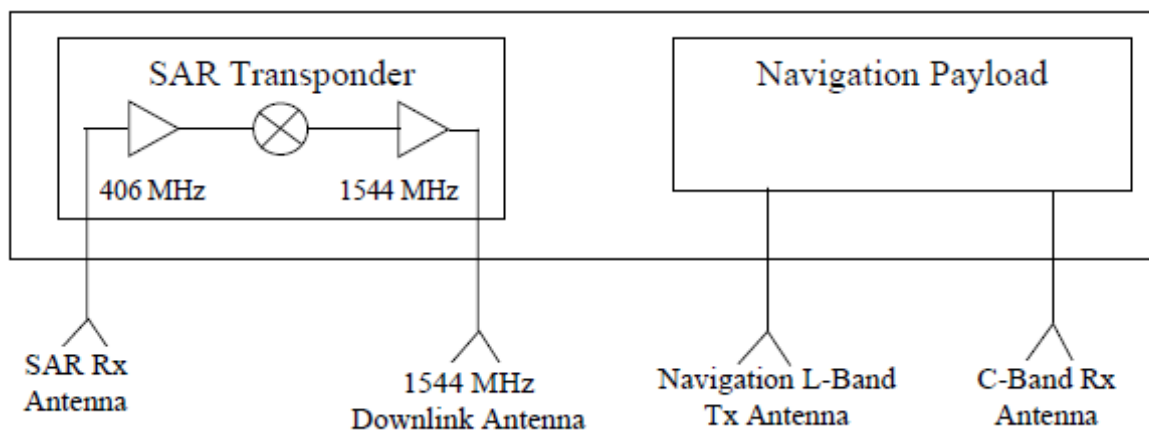 SAR Transponder
406 MHz
1544 MHz
Navigation Payload
SAR Rx
Antenna
1544 MHz
Downlink Antenna
Navigation L-Band
Tx Antenna
C-Band Rx
Antenna